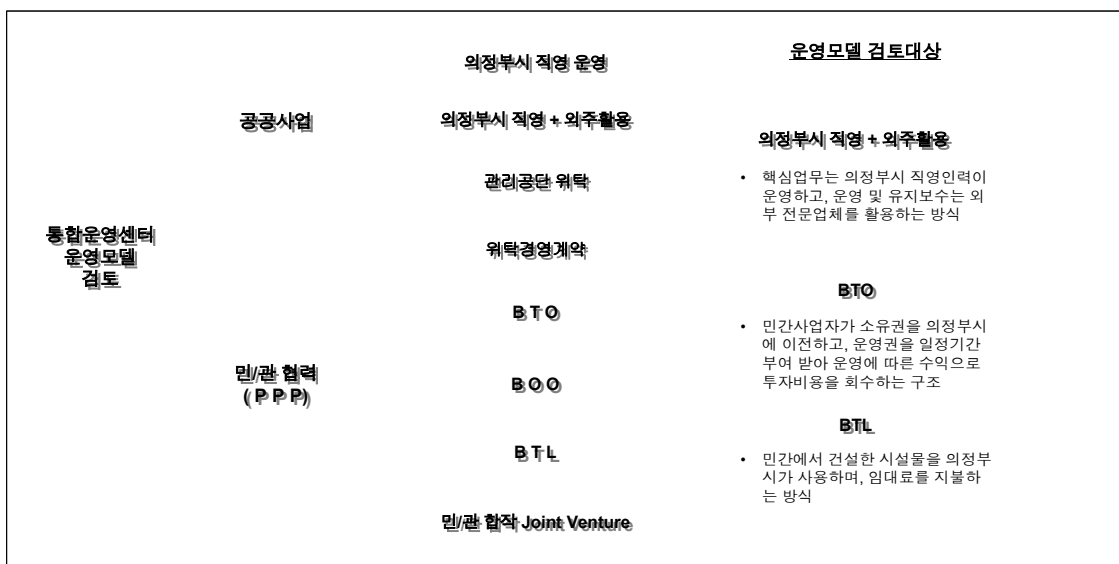 통합운영센터
운영모델
검토
공공사업
민/관 협력
( P P P)
의정부시 직영 운영
의정부시 직영 + 외주활용
관리공단 위탁
위탁경영계약
B T O
B O O
B T L
민/관 합작 Joint Venture
운영모델 검토대상
의정부시 직영 + 외주활용
• 핵심업무는 의정부시 직영인력이
운영하고, 운영 및 유지보수는 외
부 전문업체를 활용하는 방식
BTO
• 민간사업자가 소유권을 의정부시
에 이전하고, 운영권을 일정기간
부여 받아 운영에 따른 수익으로
투자비용을 회수하는 구조
BTL
• 민간에서 건설한 시설물을 의정부
시가 사용하며, 임대료를 지불하
는 방식